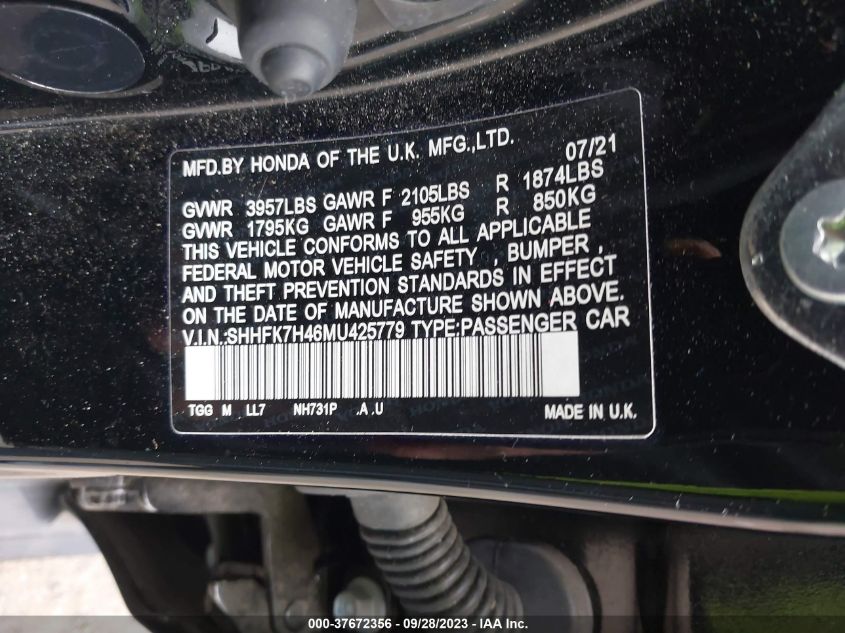 MFD.BY HONDA OF THE U.K. MFG.,LTD. 07/21
GVWR 3957LBS GAWR F 2105LBS R 1874LBS
GVWR 1795KG GAWR F 955KG R 850KG
THIS VEHICLE CONFORMS TO ALL APPLICABLE
FEDERAL MOTOR VEHICLE SAFETY , BUMPER ,
AND THEFT PREVENTION STANDARDS IN EFFECT
ON THE DATE OF MANUFACTURE SHOWN ABOVE.
V.I.N.:SHHFK7H46MU425779 TYPE:PASSENGER CAR
TGG M .LL7 NH731P .A .U MADE IN U.K.
000-37672356 / 09/28/2023 / IAA Inc.